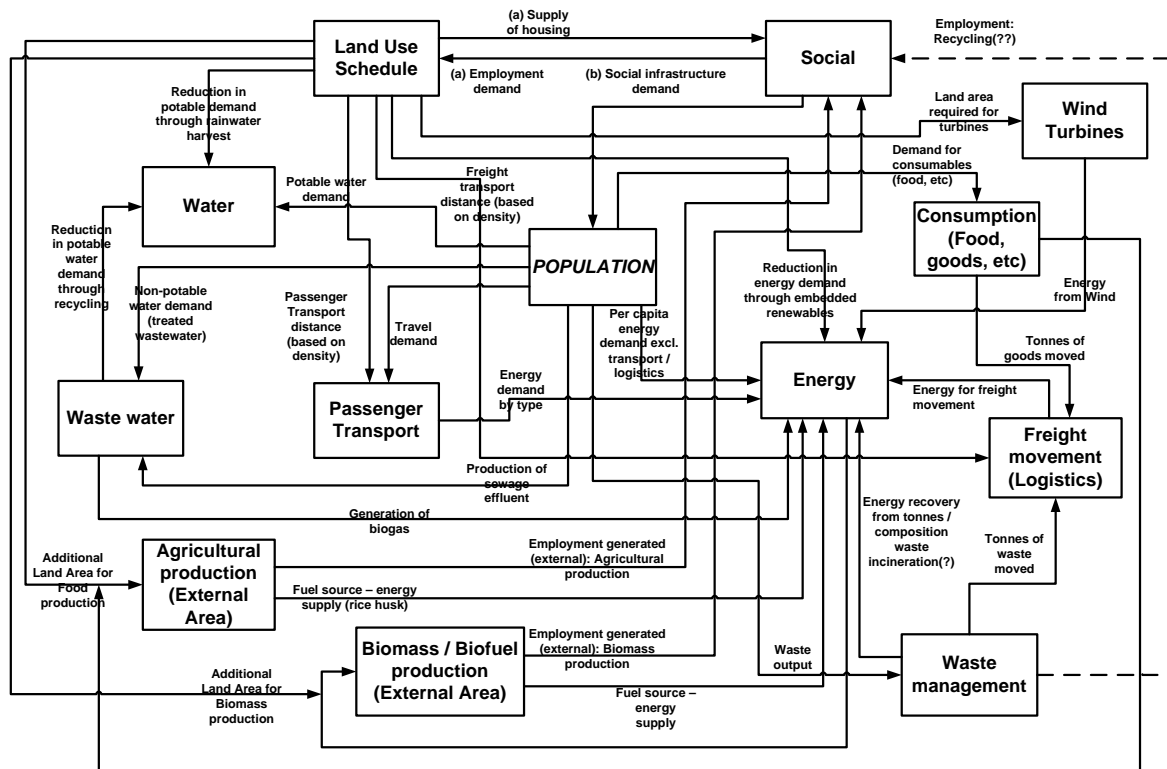 (a) Supply
of housing
Employment:
Recycling(??)
Land Use
Schedule
Social
(a) Employment
demand
(b) Social infrastructure
demand
Reduction in
potable demand
through rainwater
harvest
Land area
required for
turbines
Wind
Turbines
Demand for
consumables
(food, etc)
Potable water
demand
Freight
transport
distance (based
on density)
Water
Consumption
(Food,
goods, etc)
Reduction
in potable
water
demand
through
recycling
POPULATION
Non-potable
water demand
(treated
wastewater)
Passenger
Transport
distance
(based on
density)
Travel
demand
Per capita
energy
demand excl.
transport /
logistics
Reduction in
energy demand
through embedded
renewables
Energy
from Wind
Tonnes
of goods moved
Energy
demand
by type
Energy
Energy for freight
movement
Waste water
Passenger
Transport
Freight
movement
(Logistics)
Production of
sewage
effluent
Generation of
biogas
Energy recovery
from tonnes /
composition
waste
incineration(?)
Tonnes of
waste
moved
Additional
Land Area for
Food
production
Agricultural
production
(External
Area)
Employment generated
(external): Agricultural
production
Fuel source – energy
supply (rice husk)
Biomass / Biofuel
production
(External Area)
Employment generated
(external): Biomass
production
Waste
output
Waste
management
Additional
Land Area for
Biomass
production
Fuel source –
energy
supply